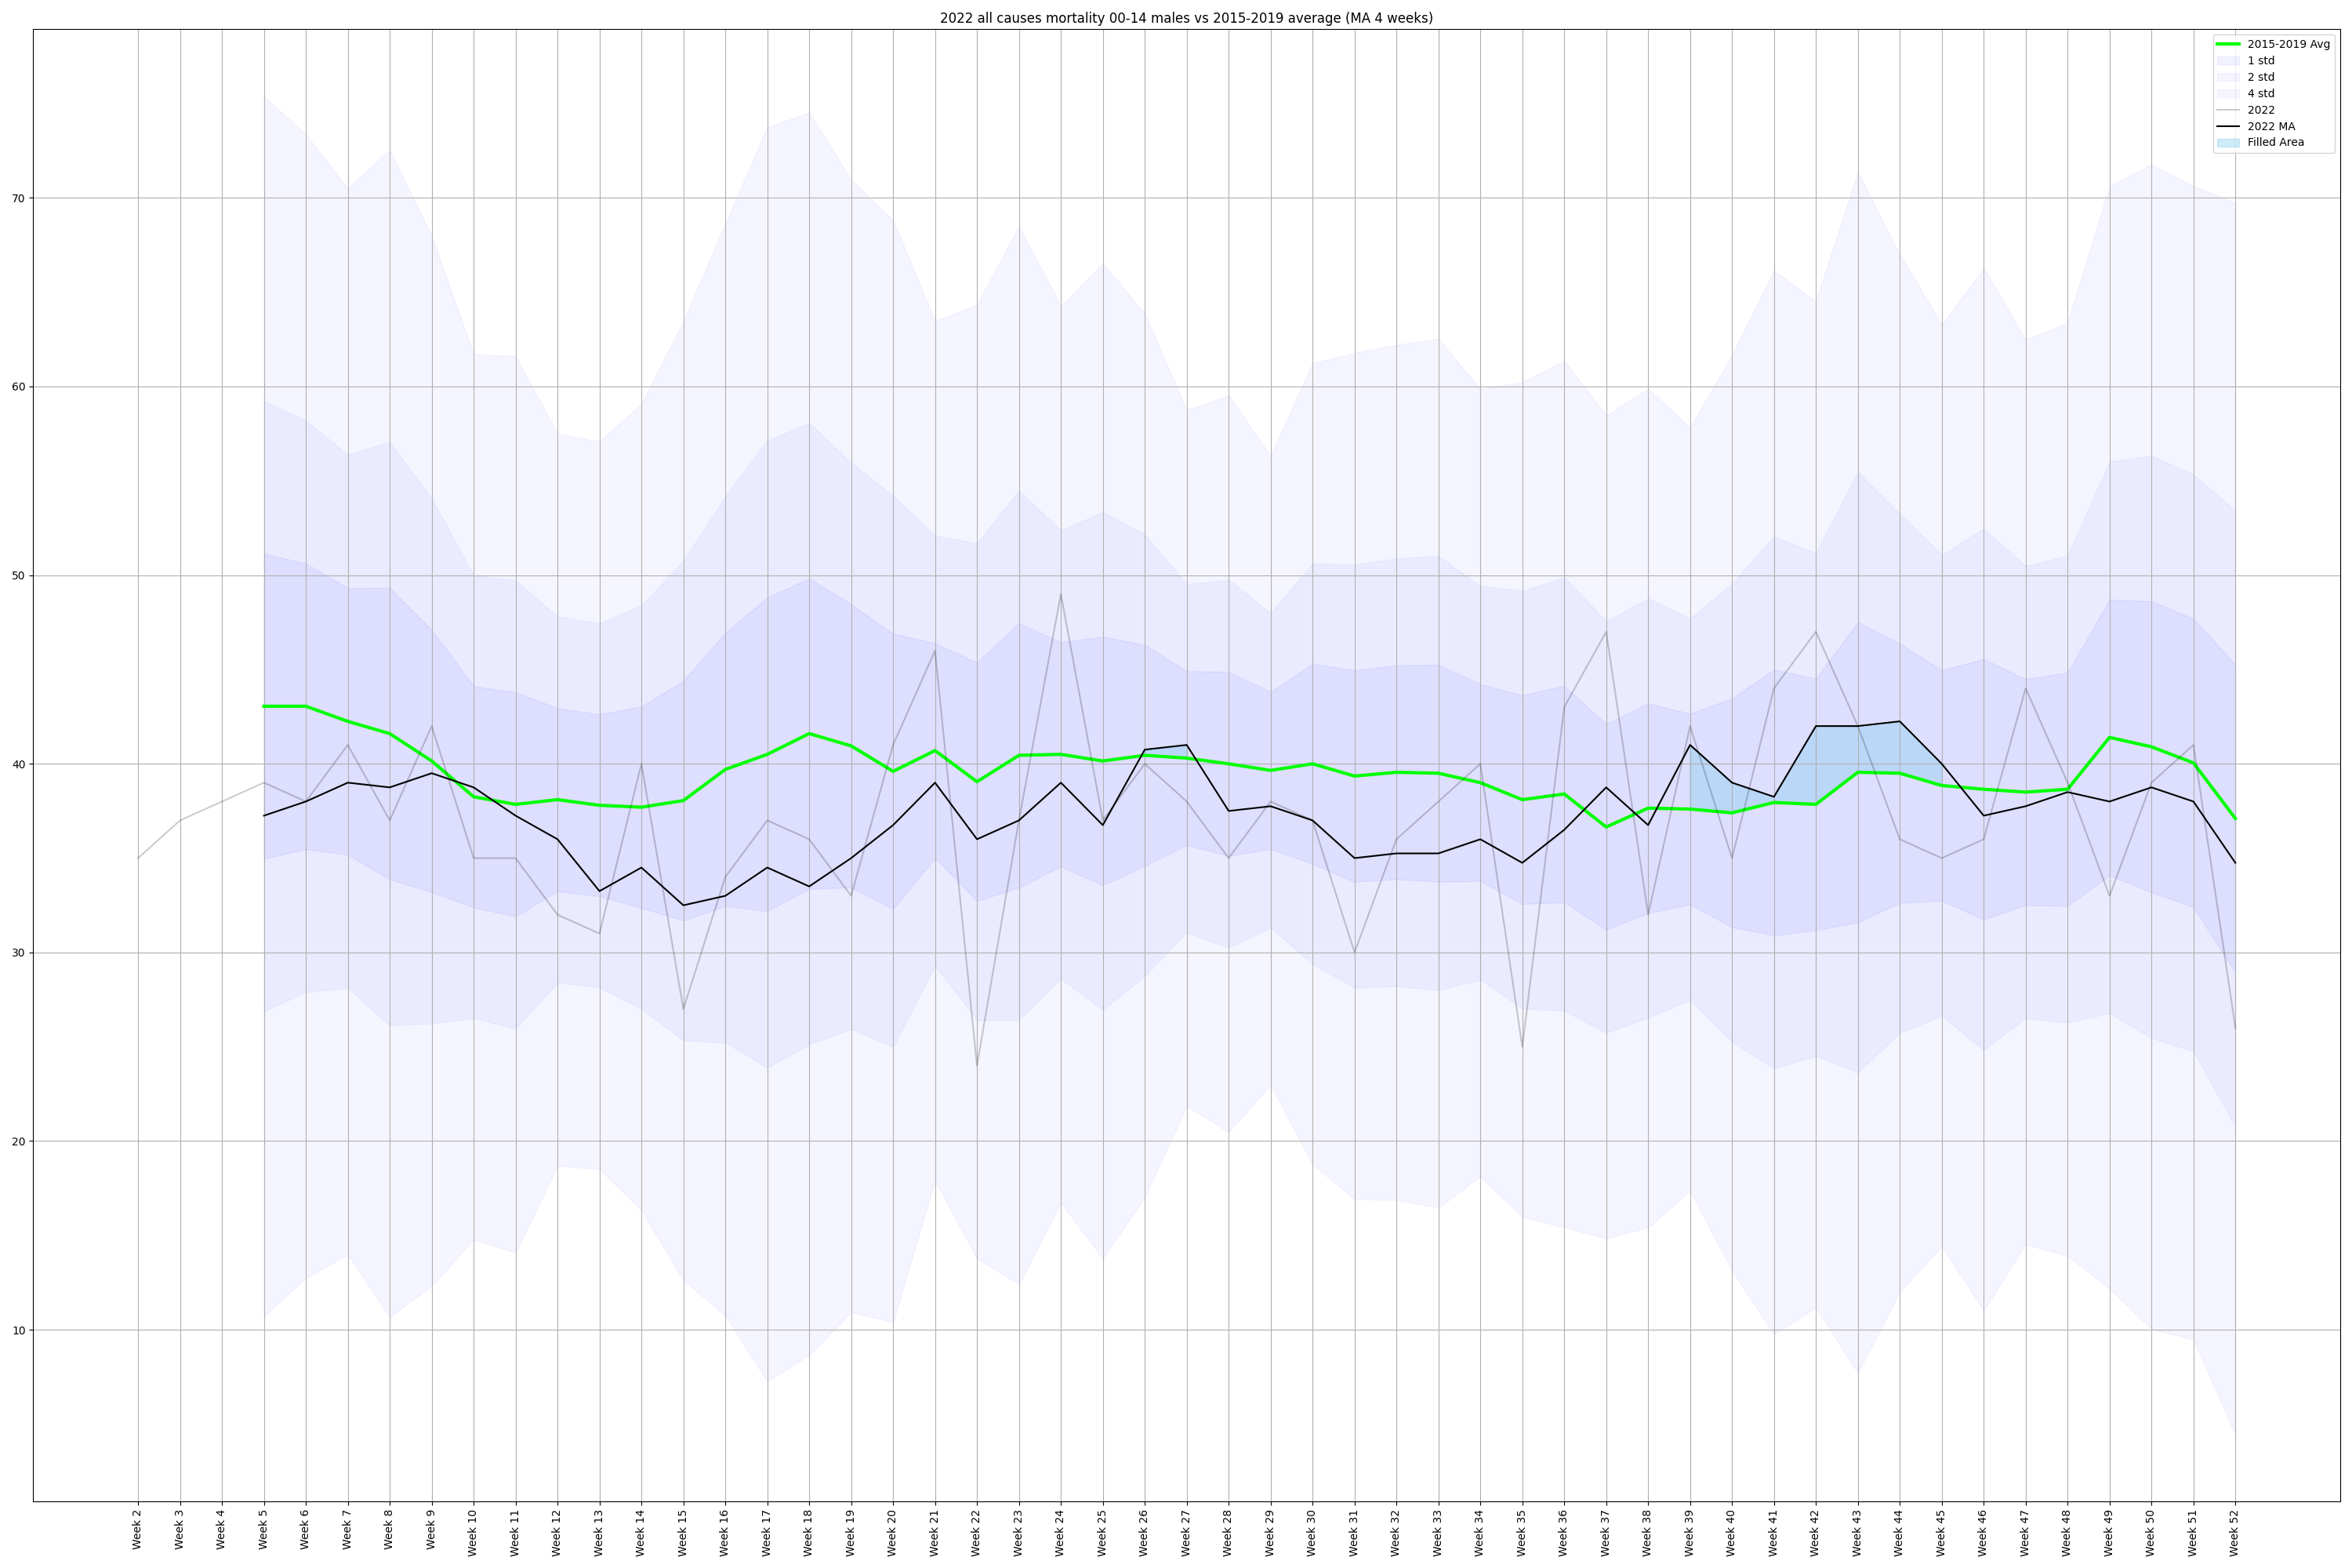 2022 all causes mortality 00-14 males vs 2015-2019 average (MA 4 weeks)
2015-2019 Avg
1 std
2 std
4 std
2022
2022 MA
Filled Area
70
60
50
40
30
20
10
Week 2
Week 3
Week 4
Week 5
Week 6
Week 7
Week 8
Week 9
Week 10
Week 11
Week 12
Week 13
Week 14
Week 15
Week 16
Week 17
Week 18
Week 19
Week 20
Week 21
Week 22
Week 23
Week 24
Week 25
Week 26
Week 27
Week 28
Week 29
Week 30
Week 31
Week 32
Week 33
Week 34
Week 35
Week 36
Week 37
Week 38
Week 39
Week 40
Week 41
Week 42
Week 43
Week 44
Week 45
Week 46
Week 47
Week 48
Week 49
Week 50
Week 51
Week 52